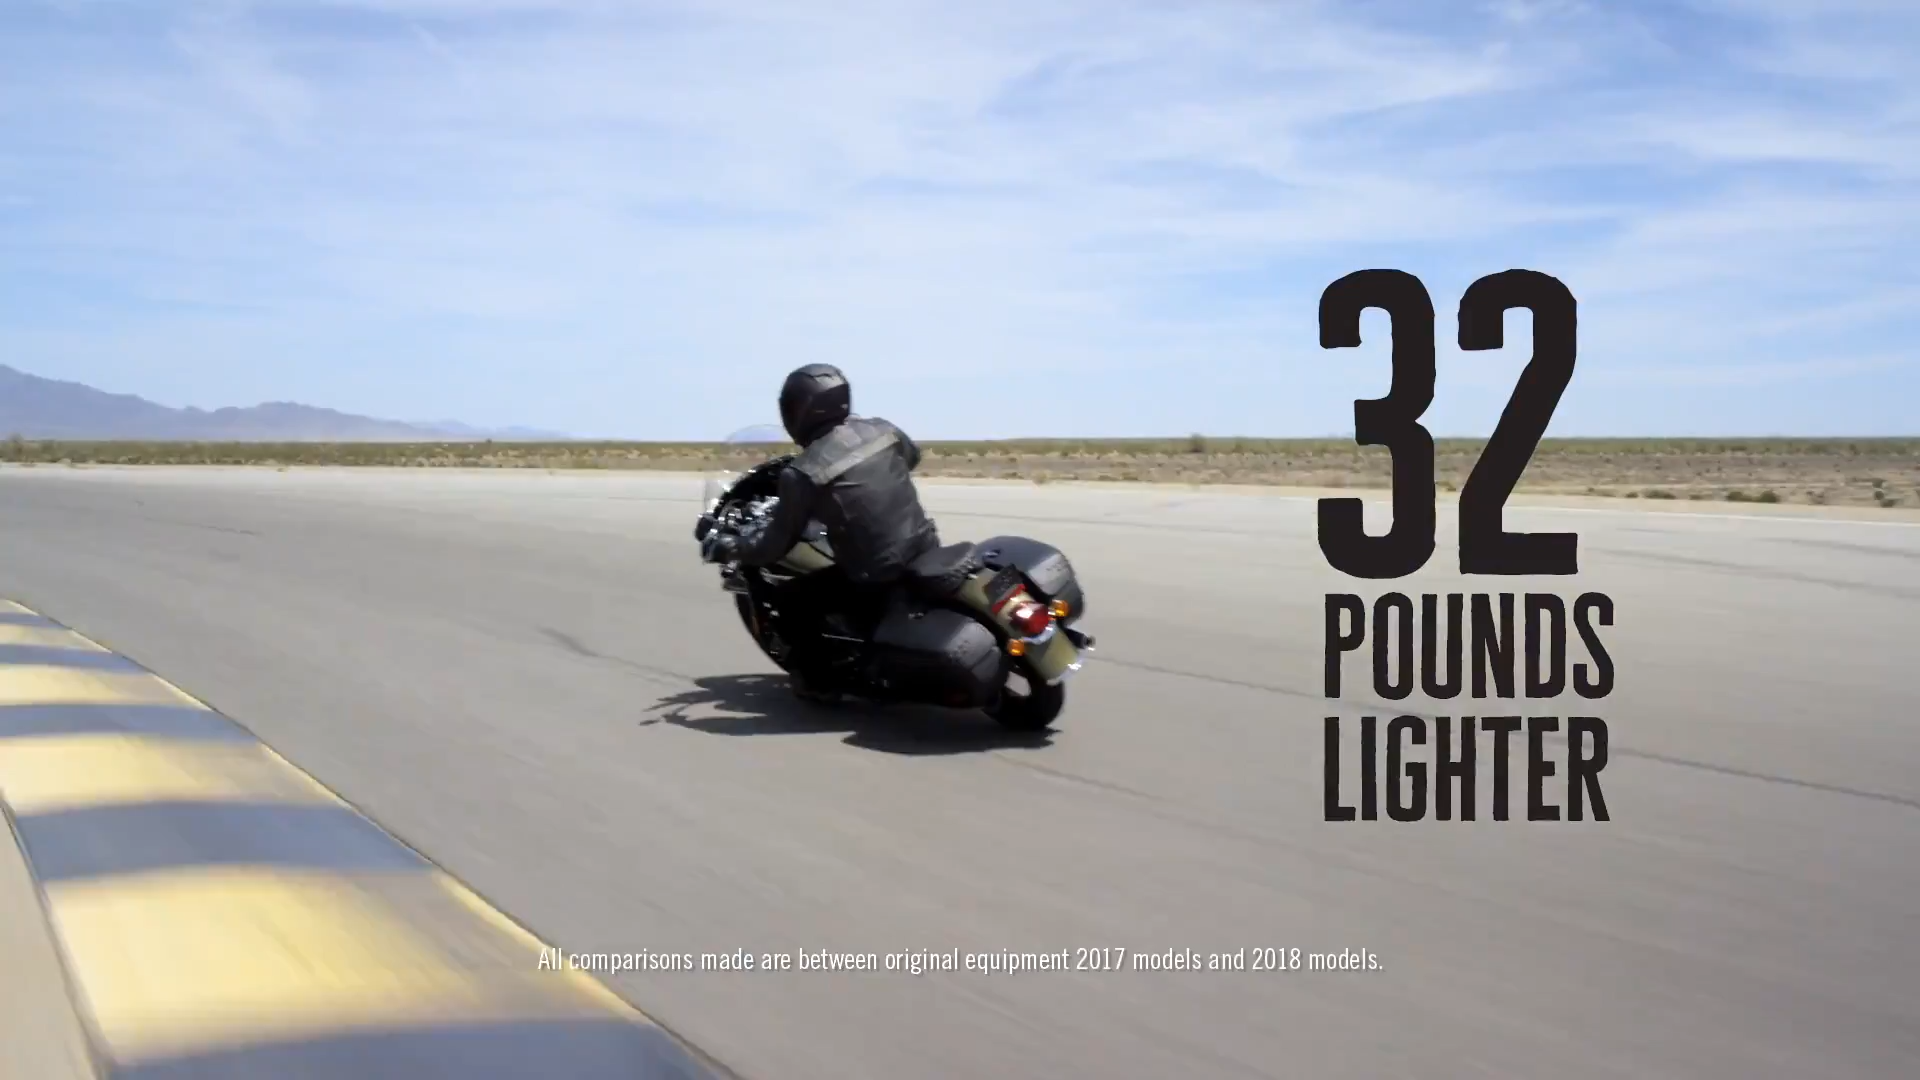 32
POUNDS
LIGHTER
All comparisons made are between original equipment 2017 models and 2018 models.